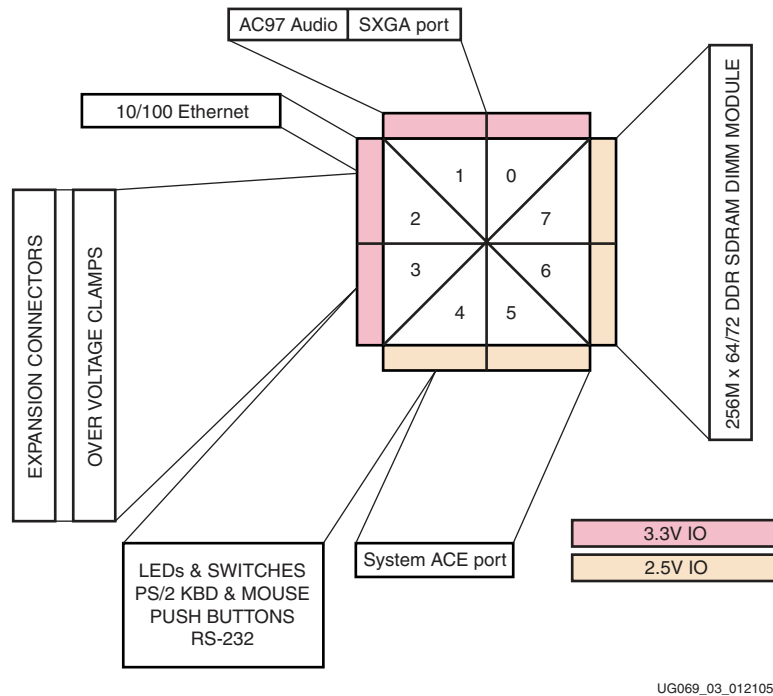 AC97 Audio
SXGA port
10/100 Ethernet
256M x 64/72 DDR SDRAM DIMM MODULE
1
0
2
7
3
6
4
5
EXPANSION CONNECTORS
OVER VOLTAGE CLAMPS
3.3V IO
2.5V IO
System ACE port
LEDs & SWITCHES
PS/2 KBD & MOUSE
PUSH BUTTONS
RS-232
UG069_03_012105